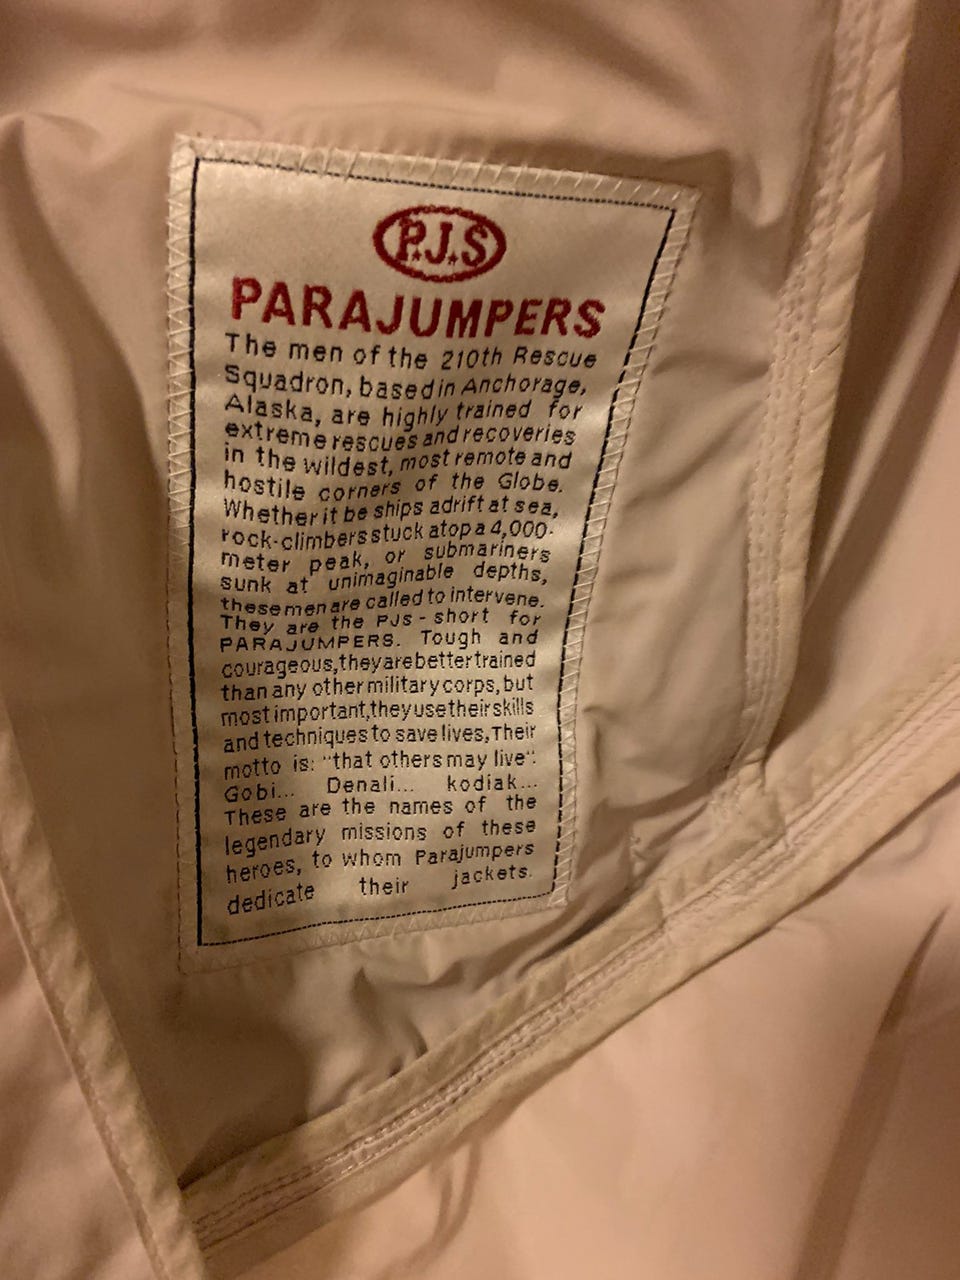 P.J.S
PARAJUMPERS
The men of the 210th Rescue
Squadron, based in Anchorage,
Alaska, are highly trained for
extreme rescues and recoveries
in the wildest, most remote and
hostile corners of the Globe.
Whether it be ships adrift at sea,
rock-climbers stuck atop a 4,000-
meter peak, or submariners
sunk at unimaginable depths,
these men are called to intervene.
They are the PJs - short for
PARAJUMPERS. Tough and
courageous, they are better trained
than any other military corps, but
most important, they use their skills
and techniques to save lives, Their
motto is: "that others may live".
Gobi... Denali... kodiak...
These are the names of the
legendary missions of these
heroes, to whom Parajumpers
dedicate their jackets.